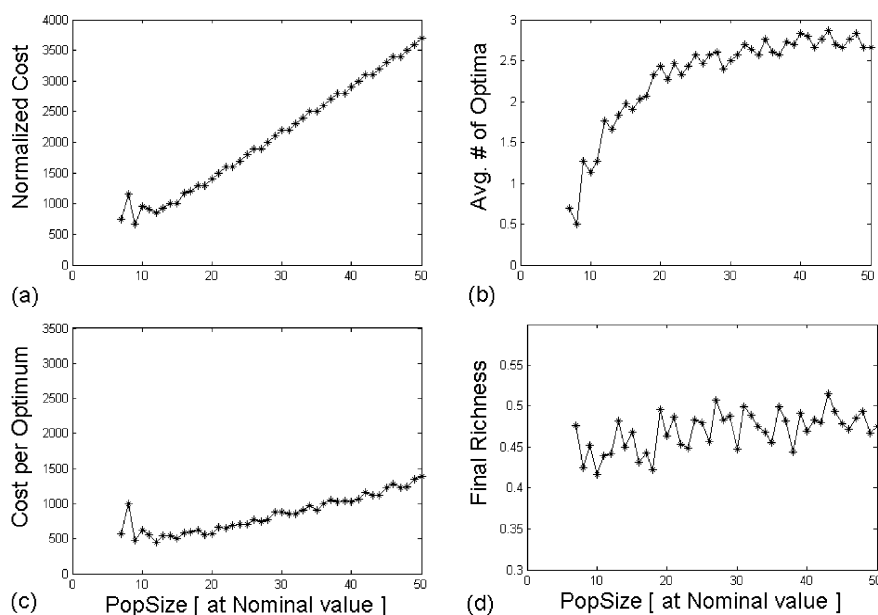 4000
3500
3000
2500
2000
1500
1000
500
0
Normalized Cost
0 10 20 30 40 50
(a)
3
2.5
2
1.5
1
0.5
0
Avg. # of Optima
0 10 20 30 40 50
(b)
3500
3000
2500
2000
1500
1000
500
0
Cost per Optimum
0 10 20 30 40 50
(c)
PopSize [ at Nominal value ]
0.55
0.5
0.45
0.4
0.35
0.3
Final Richness
0 10 20 30 40 50
PopSize [ at Nominal value ]
(d)